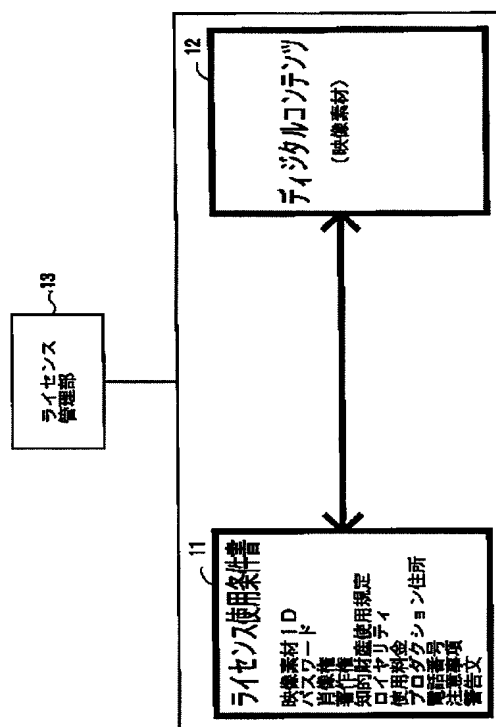 13
ライセンス
管理部
11
ライセンス使用条件書
映像素材ID
パスワード
肖像権
著作権
知的財産使用規定
ロイヤリティ
使用料金
プロダクション住所
電話番号
注意事項
警告文
12
ディジタルコンテンツ
(映像素材)